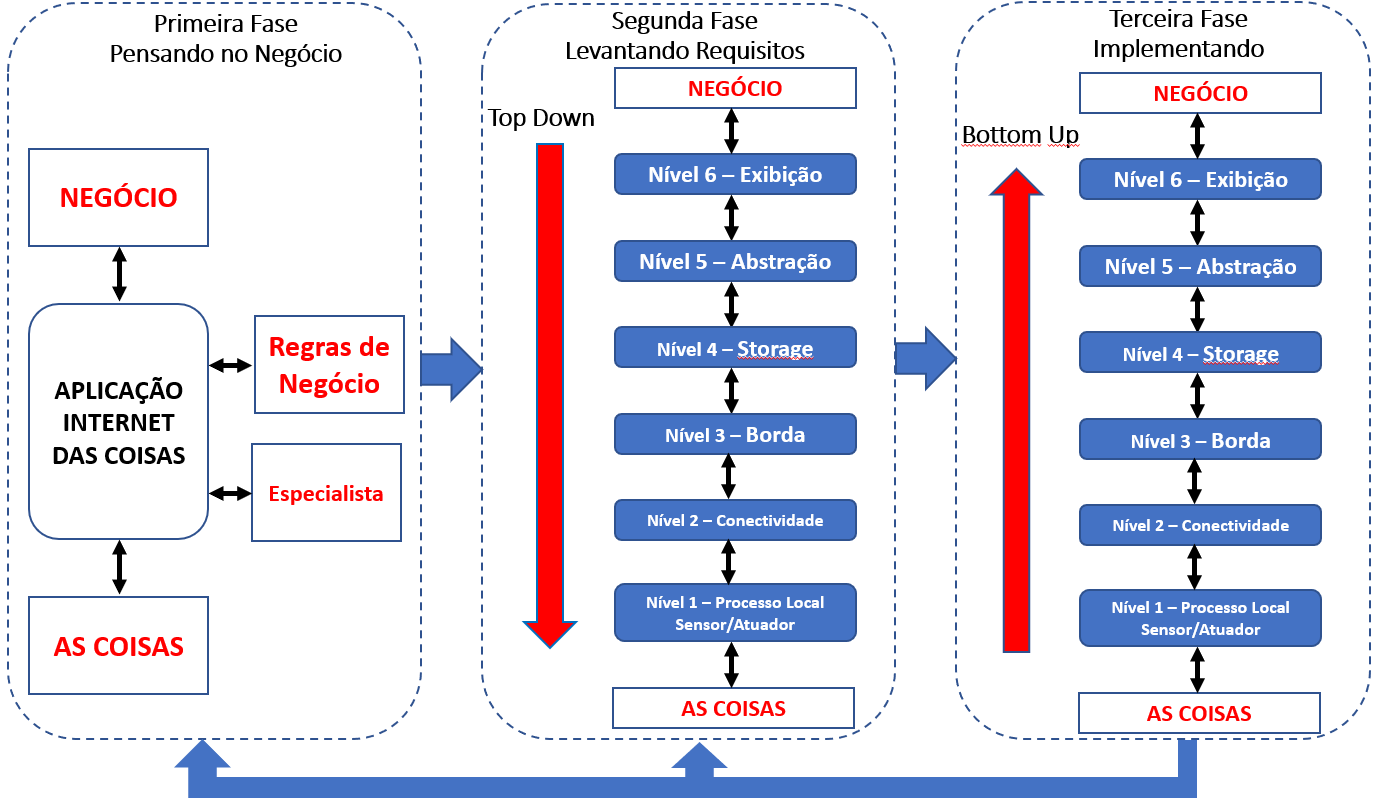 Primeira Fase
Pensando no Negócio
NEGÓCIO
APLICAÇÃO
INTERNET
DAS COISAS
Regras de
Negócio
Especialista
AS COISAS
Segunda Fase
Levantando Requisitos
Top Down
NEGÓCIO
Nível 6 – Exibição
Nível 5 – Abstração
Nível 4 – Storage
Nível 3 – Borda
Nível 2 – Conectividade
Nível 1 – Processo Local
Sensor/Atuador
AS COISAS
Terceira Fase
Implementando
Bottom Up
NEGÓCIO
Nível 6 – Exibição
Nível 5 – Abstração
Nível 4 – Storage
Nível 3 – Borda
Nível 2 – Conectividade
Nível 1 – Processo Local
Sensor/Atuador
AS COISAS